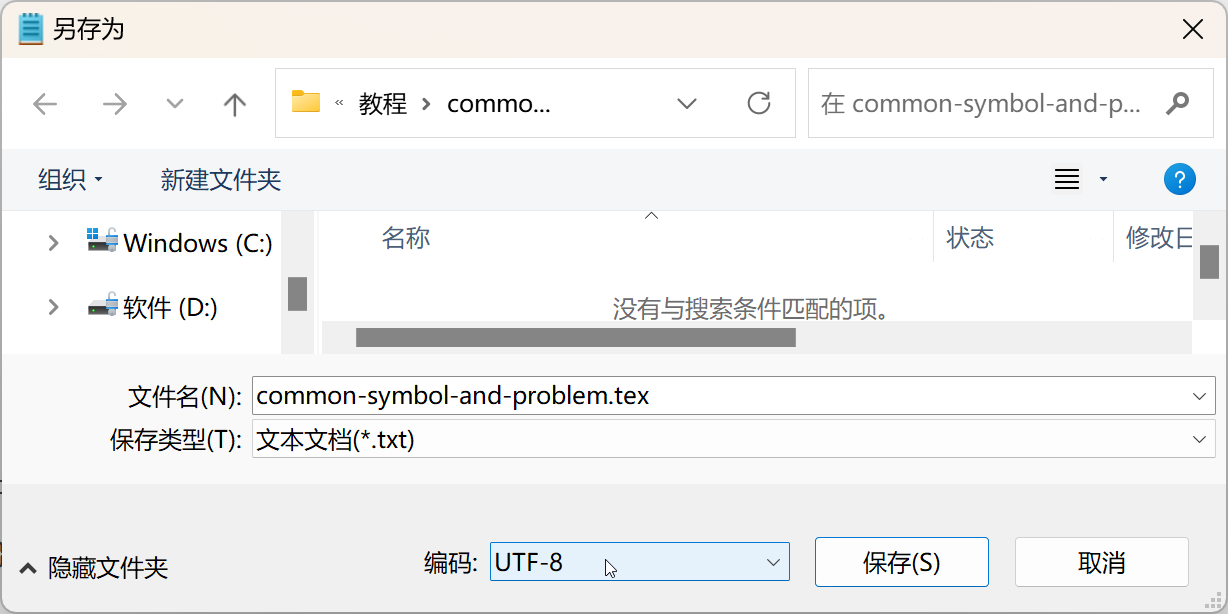 另存为
« 教程 › commo... 在 common-symbol-and-p...
组织 新建文件夹 ?
名称 状态 修改日
Windows (C:)
软件 (D:)
没有与搜索条件匹配的项。
文件名(N): common-symbol-and-problem.tex
保存类型(T): 文本文档(*.txt)
隐藏文件夹 编码: UTF-8 保存(S) 取消